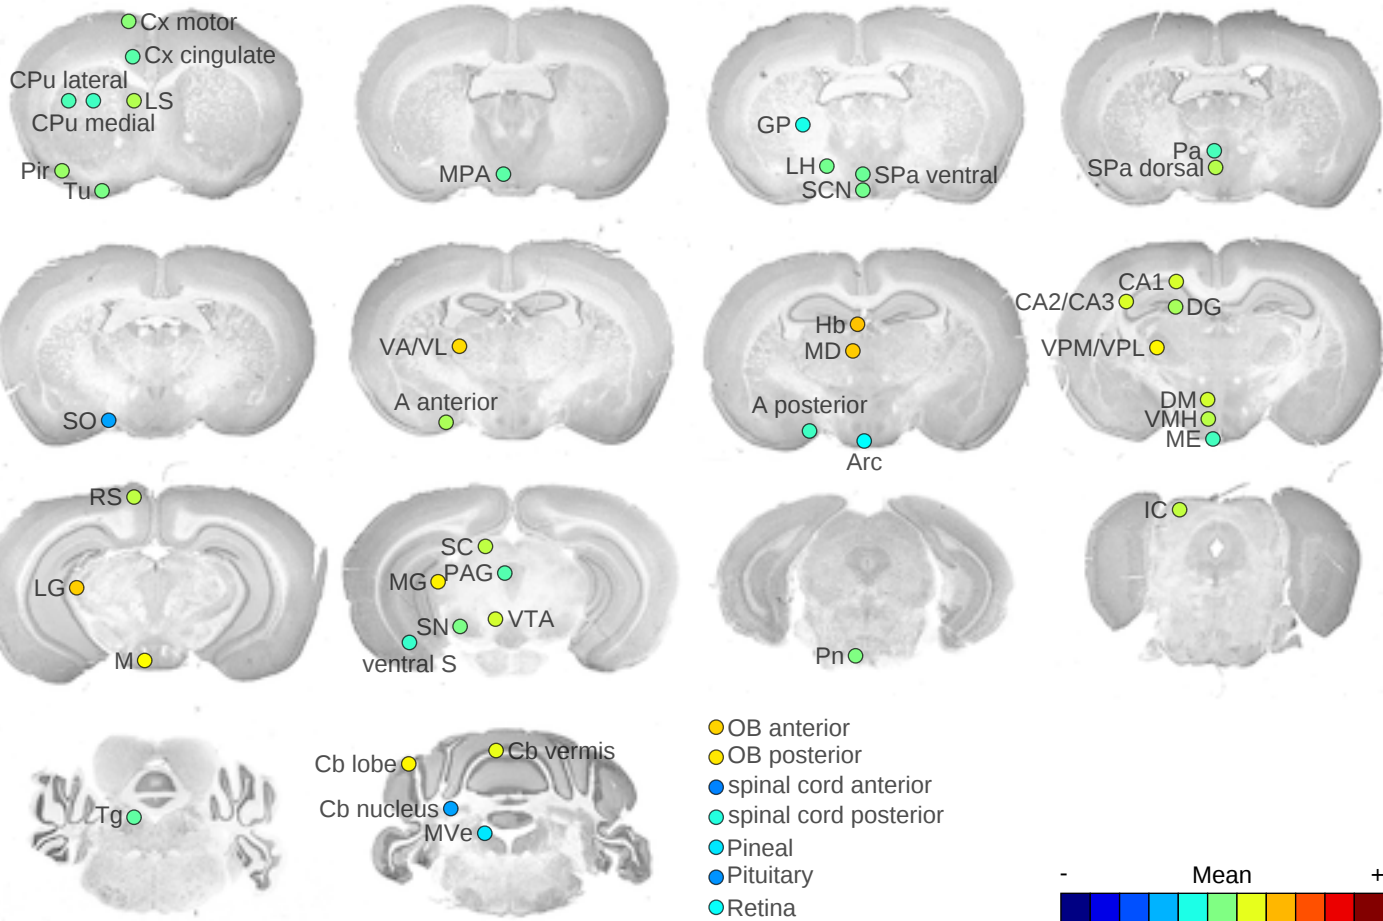 Cx motor
Cx cingulate
CPu lateral
LS
CPu medial
Pir
Tu
MPA
GP
LH
SPa ventral
SCN
Pa
SPa dorsal
SO
VA/VL
A anterior
Hb
MD
A posterior
Arc
CA1
CA2/CA3
DG
VPM/VPL
DM
VMH
ME
RS
LG
M
SC
PAG
MG
VTA
SN
ventral S
Pn
IC
Tg
Cb lobe
Cb vermis
Cb nucleus
MVe
OB anterior
OB posterior
spinal cord anterior
spinal cord posterior
Pineal
Pituitary
Retina
- Mean +